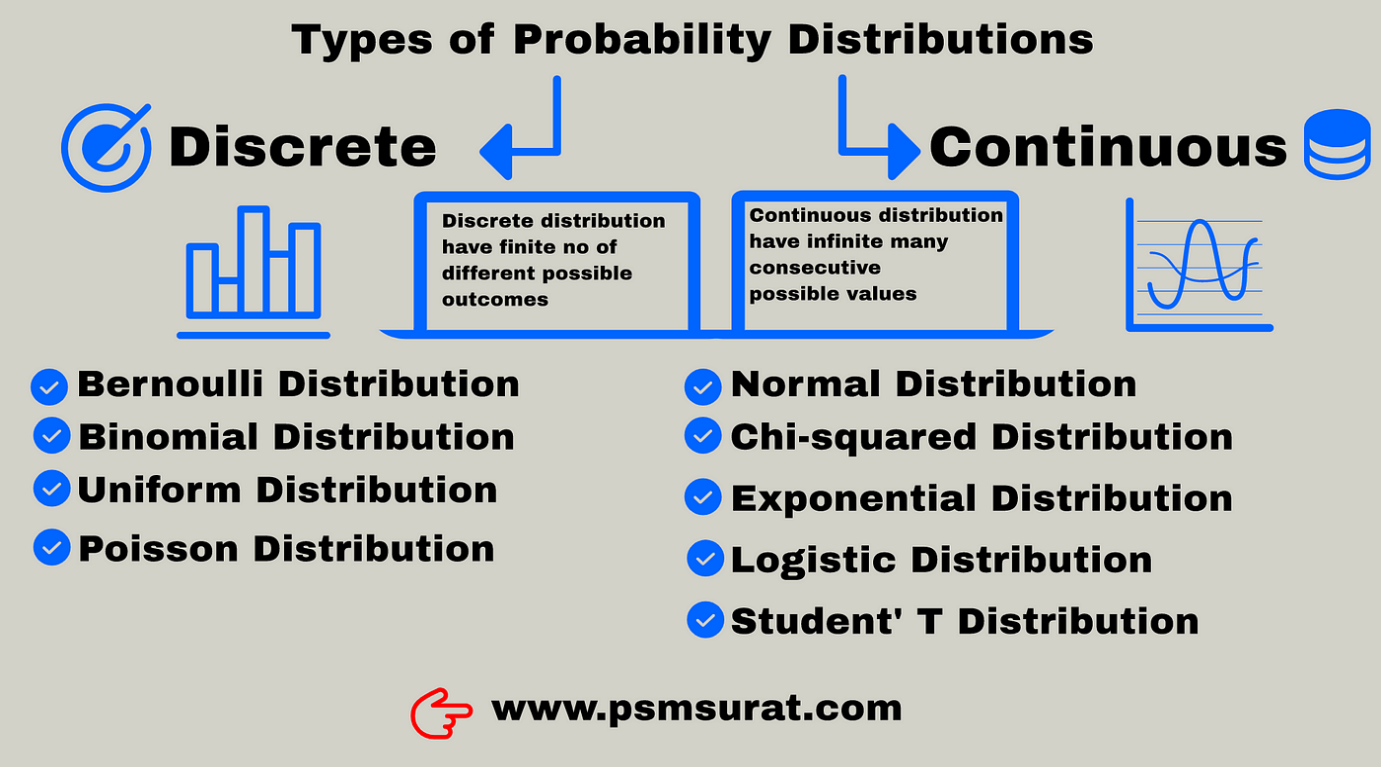 Types of Probability Distributions
Discrete
Continuous
Discrete distribution
have finite no of
different possible
outcomes
Continuous distribution
have infinite many
consecutive
possible values
Bernoulli Distribution
Binomial Distribution
Uniform Distribution
Poisson Distribution
Normal Distribution
Chi-squared Distribution
Exponential Distribution
Logistic Distribution
Student' T Distribution
www.psmsurat.com